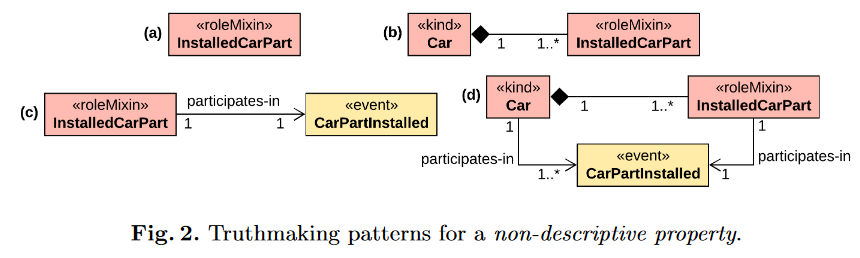 (a)
«roleMixin»
InstalledCarPart
(b)
«kind»
Car
1
1..*
«roleMixin»
InstalledCarPart
(c)
«roleMixin»
InstalledCarPart
participates-in
1
1
«event»
CarPartInstalled
(d)
«kind»
Car
1
1..*
«roleMixin»
InstalledCarPart
1
1
participates-in
participates-in
1..*
«event»
CarPartInstalled
1
Fig. 2. Truthmaking patterns for a non-descriptive property.